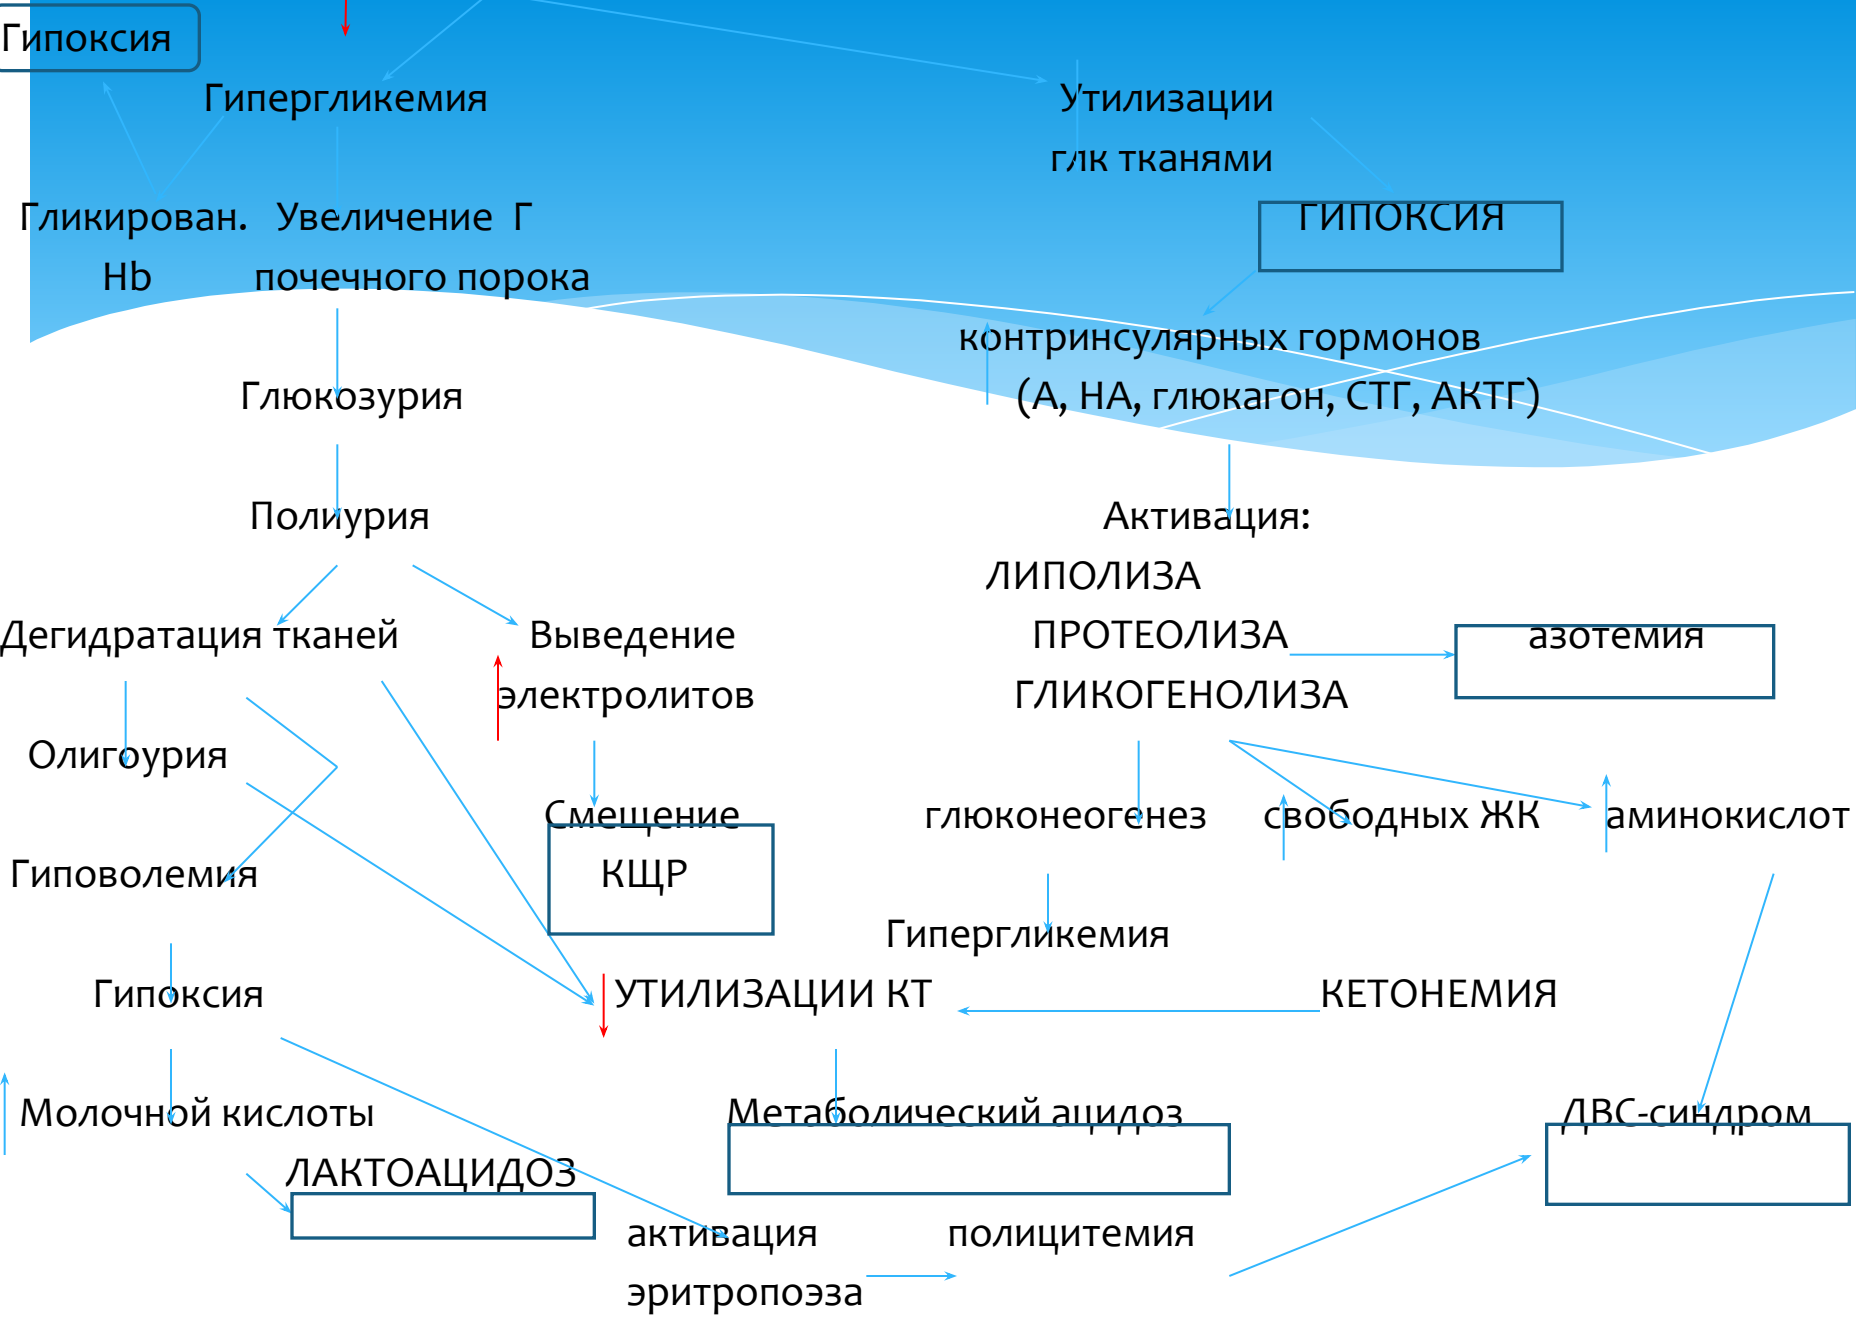 Гипоксия
Гипергликемия Утилизации
глк тканями
Гликирован. Увеличение Г ГИПОКСИЯ
Hb почечного порока
контринсулярных гормонов
Глюкозурия (А, НА, глюкагон, СТГ, АКТГ)
Полиурия Активация:
ЛИПОЛИЗА
Дегидратация тканей Выведение ПРОТЕОЛИЗА азотемия
электролитов ГЛИКОГЕНОЛИЗА
Олигоурия
Смещение глюконеогенез свободных ЖК аминокислот
Гиповолемия КЩР
Гипергликемия
Гипоксия УТИЛИЗАЦИИ КТ КЕТОНЕМИЯ
Молочной кислоты Метаболический ацидоз ДВС-синдром
ЛАКТОАЦИДОЗ
активация полицитемия
эритропоэза